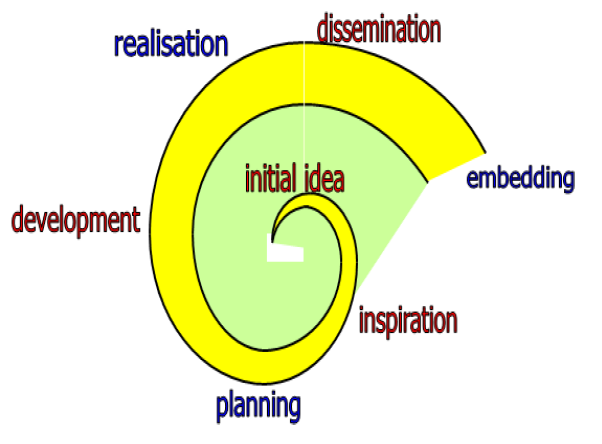 dissemination
realisation
initial idea
embedding
development
inspiration
planning